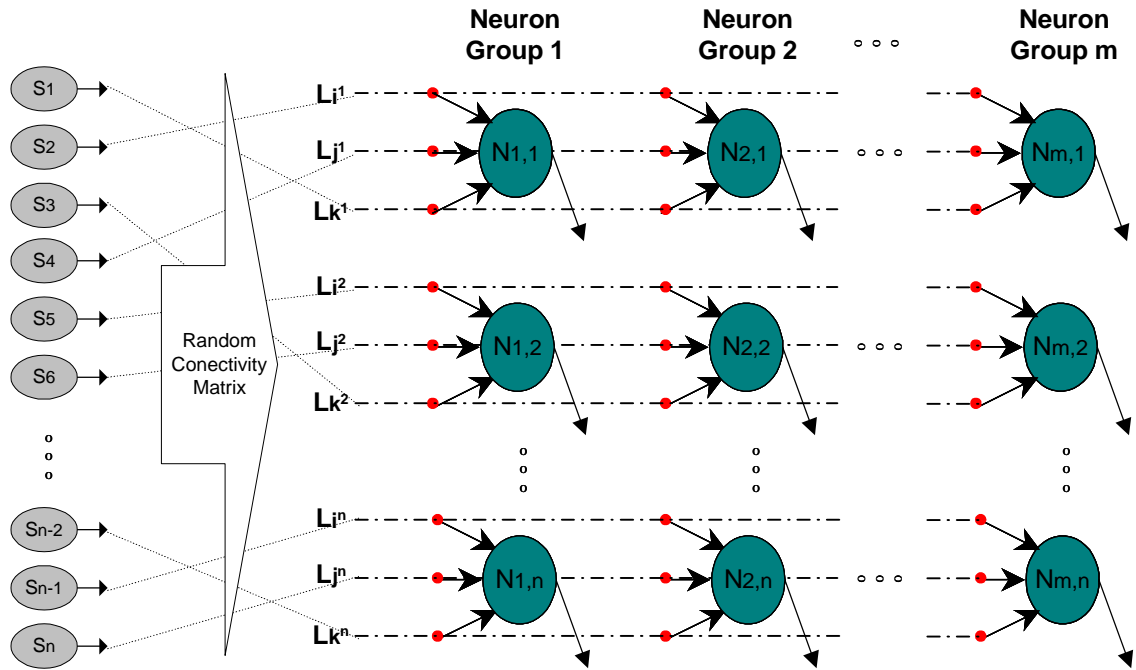 Neuron
Group 1
Neuron
Group 2
o o o
Neuron
Group m
S1
S2
S3
S4
S5
S6
o
o
o
Sn-2
Sn-1
Sn
Random
Conectivity
Matrix
Li¹
Lj¹
Lk¹
N1,1
N2,1
o o o
Nm,1
Li²
Lj²
Lk²
N1,2
N2,2
o o o
Nm,2
o
o
o
o
o
o
o
o
o
Liⁿ
Ljⁿ
Lkⁿ
N1,n
N2,n
o o o
Nm,n